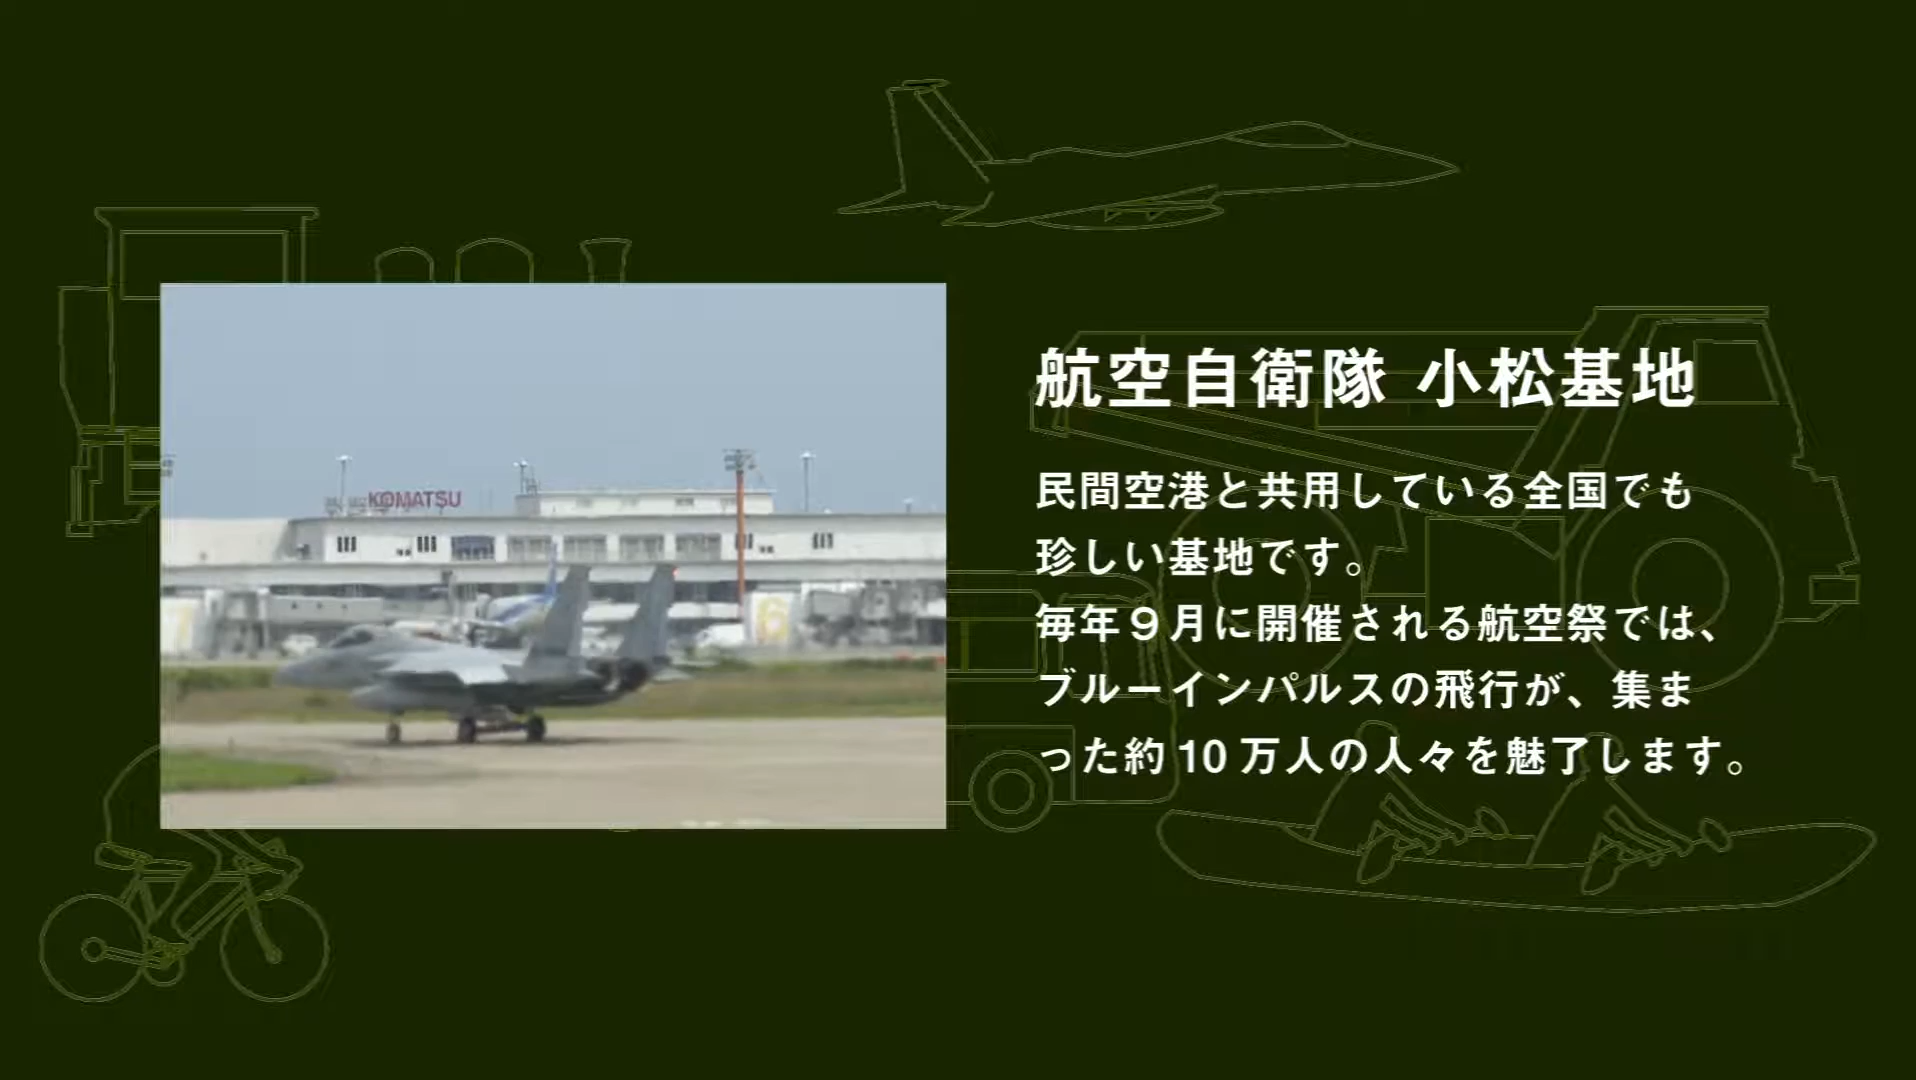 KOMATSU
航空自衛隊 小松基地
民間空港と共用している全国でも
珍しい基地です。
毎年９月に開催される航空祭では、
ブルーインパルスの飛行が、集ま
った約10万人の人々を魅了します。
6